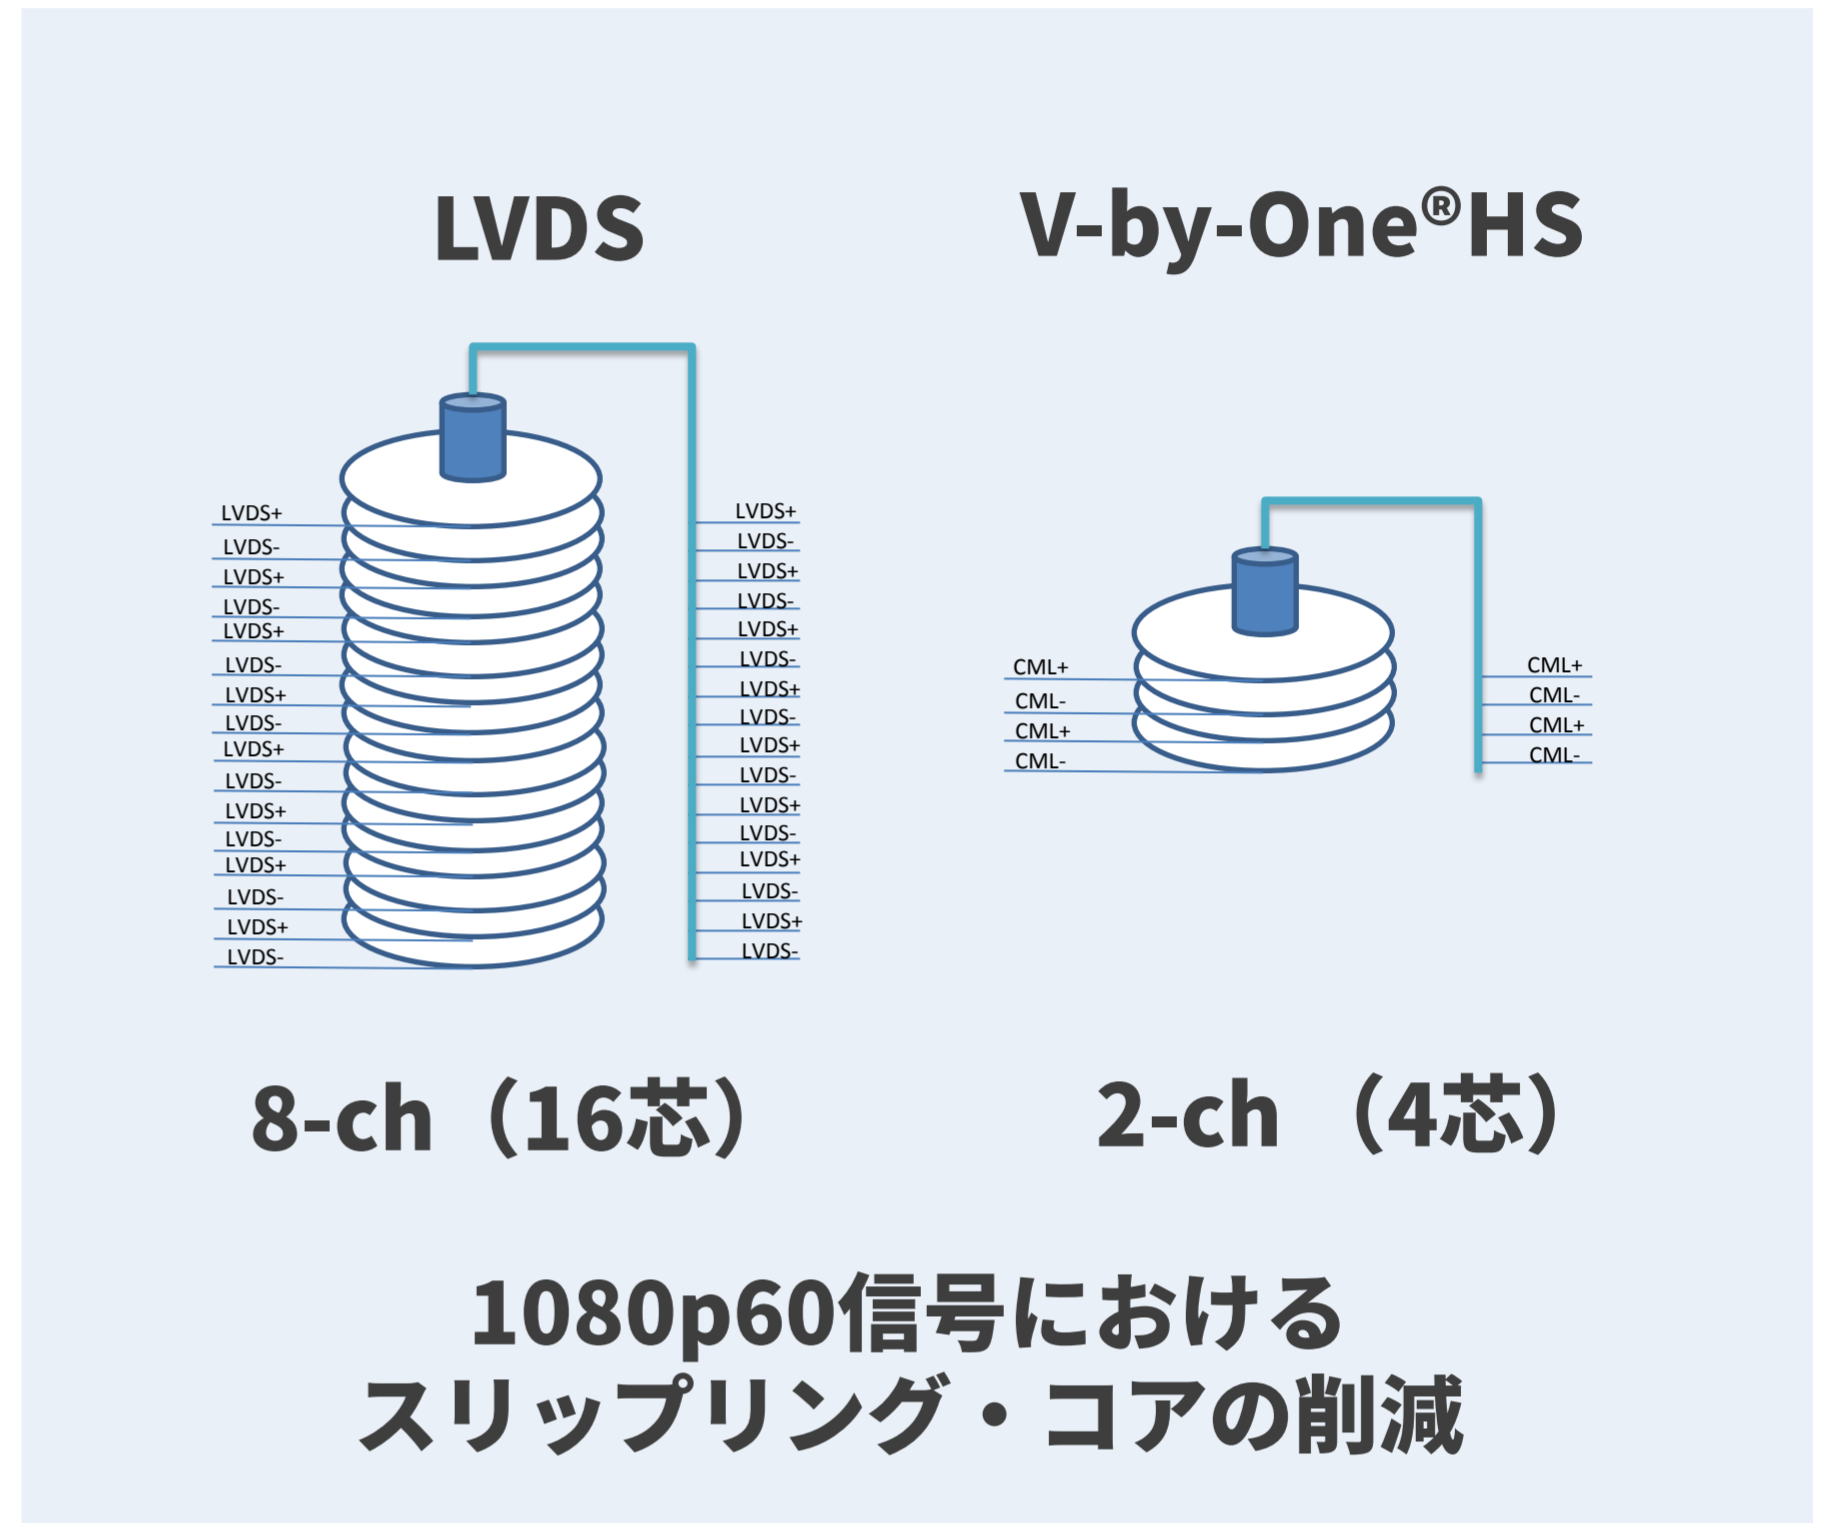 LVDS
V-by-One®HS
LVDS+
LVDS-
LVDS+
LVDS-
LVDS+
LVDS-
LVDS+
LVDS-
LVDS+
LVDS-
LVDS+
LVDS-
LVDS+
LVDS-
LVDS+
LVDS-
LVDS+
LVDS-
LVDS+
LVDS-
LVDS+
LVDS-
LVDS+
LVDS-
LVDS+
LVDS-
LVDS+
LVDS-
LVDS+
LVDS-
LVDS+
LVDS-
CML+
CML-
CML+
CML-
CML+
CML-
CML+
CML-
8-ch（16芯）
2-ch （4芯）
1080p60信号における
スリップリング・コアの削減